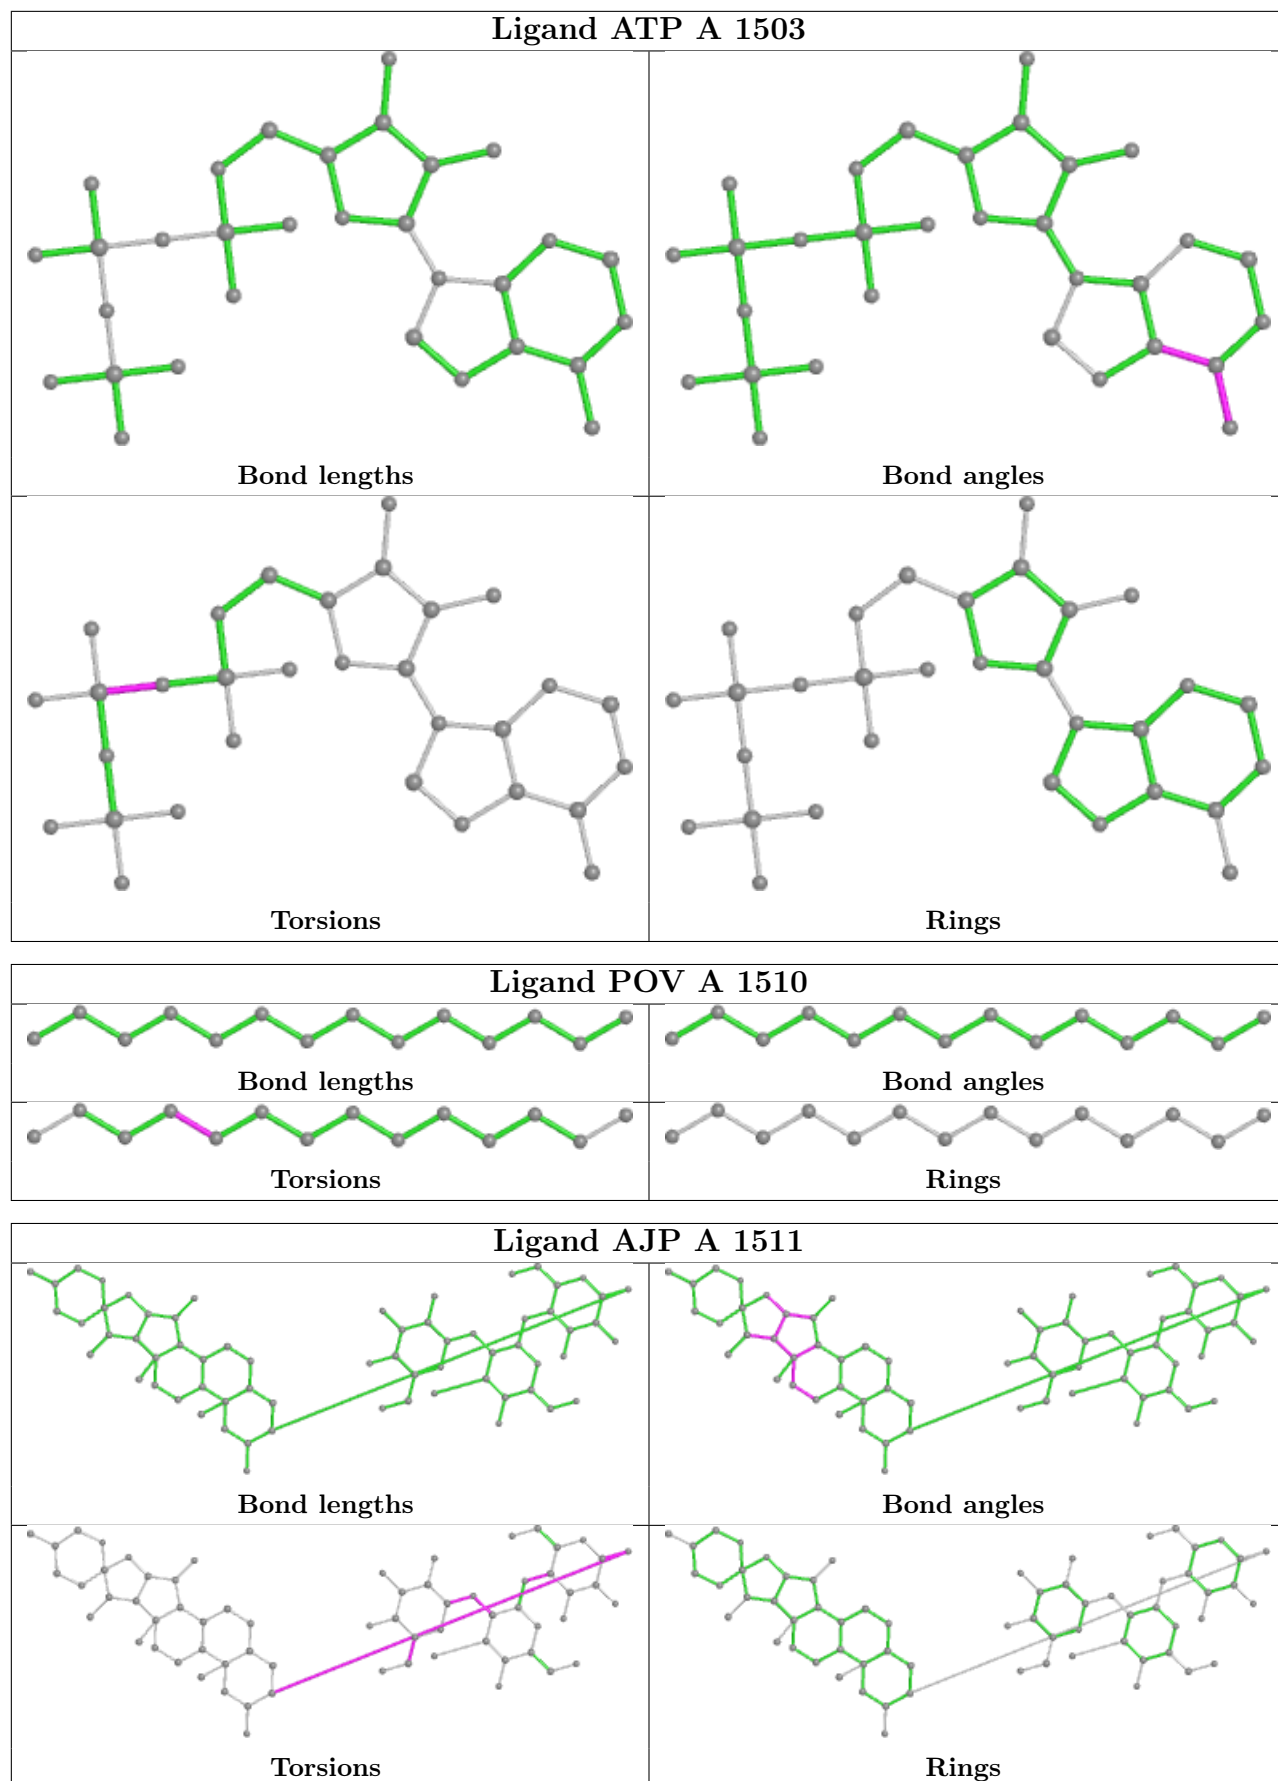 Ligand ATP A 1503
Bond lengths
Bond angles
Torsions
Rings
Ligand POV A 1510
Bond lengths
Bond angles
Torsions
Rings
Ligand AJP A 1511
Bond lengths
Bond angles
Torsions
Rings